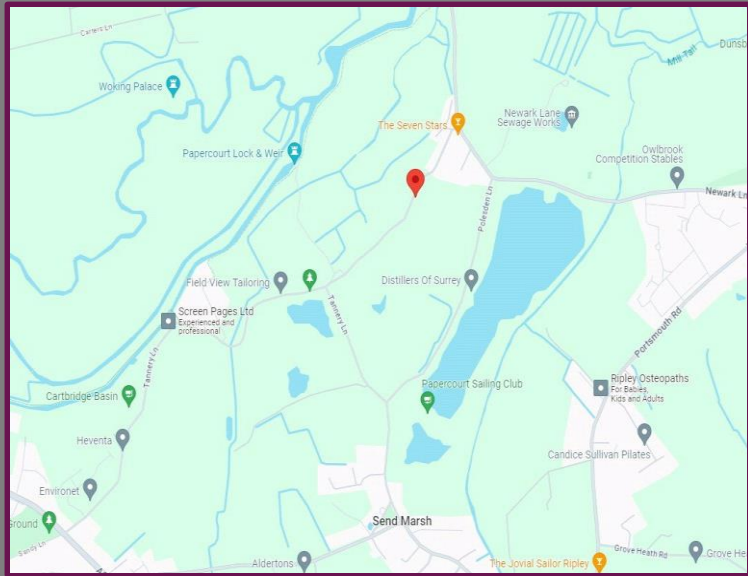 Carters Ln
Mill Tail
Dunsb
Woking Palace
The Seven Stars
Newark Lane
Sewage Works
Papercourt Lock & Weir
Owlbrook
Competition Stables
Newark Ln
Polesden Ln
Field View Tailoring
Distillers Of Surrey
Tannery Ln
Screen Pages Ltd
Experienced and
professional
Portsmouth Rd
Tannery Ln
Papercourt Sailing Club
Ripley Osteopaths
For Babies,
Kids and Adults
Cartbridge Basin
Heventa
Candice Sullivan Pilates
Environet
Ground
Send Marsh
Sandy Ln
Aldertons
The Jovial Sailor Ripley
Grove Heath Rd
Grove He